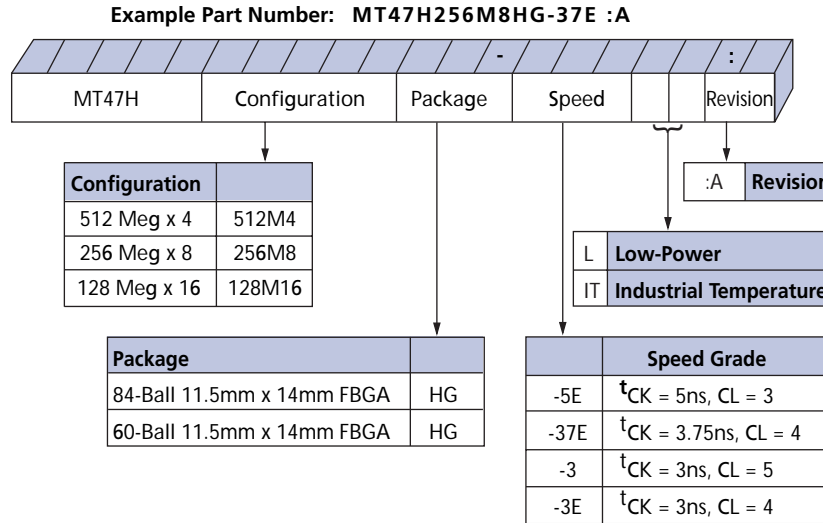 Example Part Number: MT47H256M8HG-37E :A
- :
MT47H Configuration Package Speed Revision
Configuration
512 Meg x 4 512M4
256 Meg x 8 256M8
128 Meg x 16 128M16
:A Revision
L Low-Power
IT Industrial Temperature
Package
84-Ball 11.5mm x 14mm FBGA HG
60-Ball 11.5mm x 14mm FBGA HG
Speed Grade
-5E tCK = 5ns, CL = 3
-37E tCK = 3.75ns, CL = 4
-3 tCK = 3ns, CL = 5
-3E tCK = 3ns, CL = 4